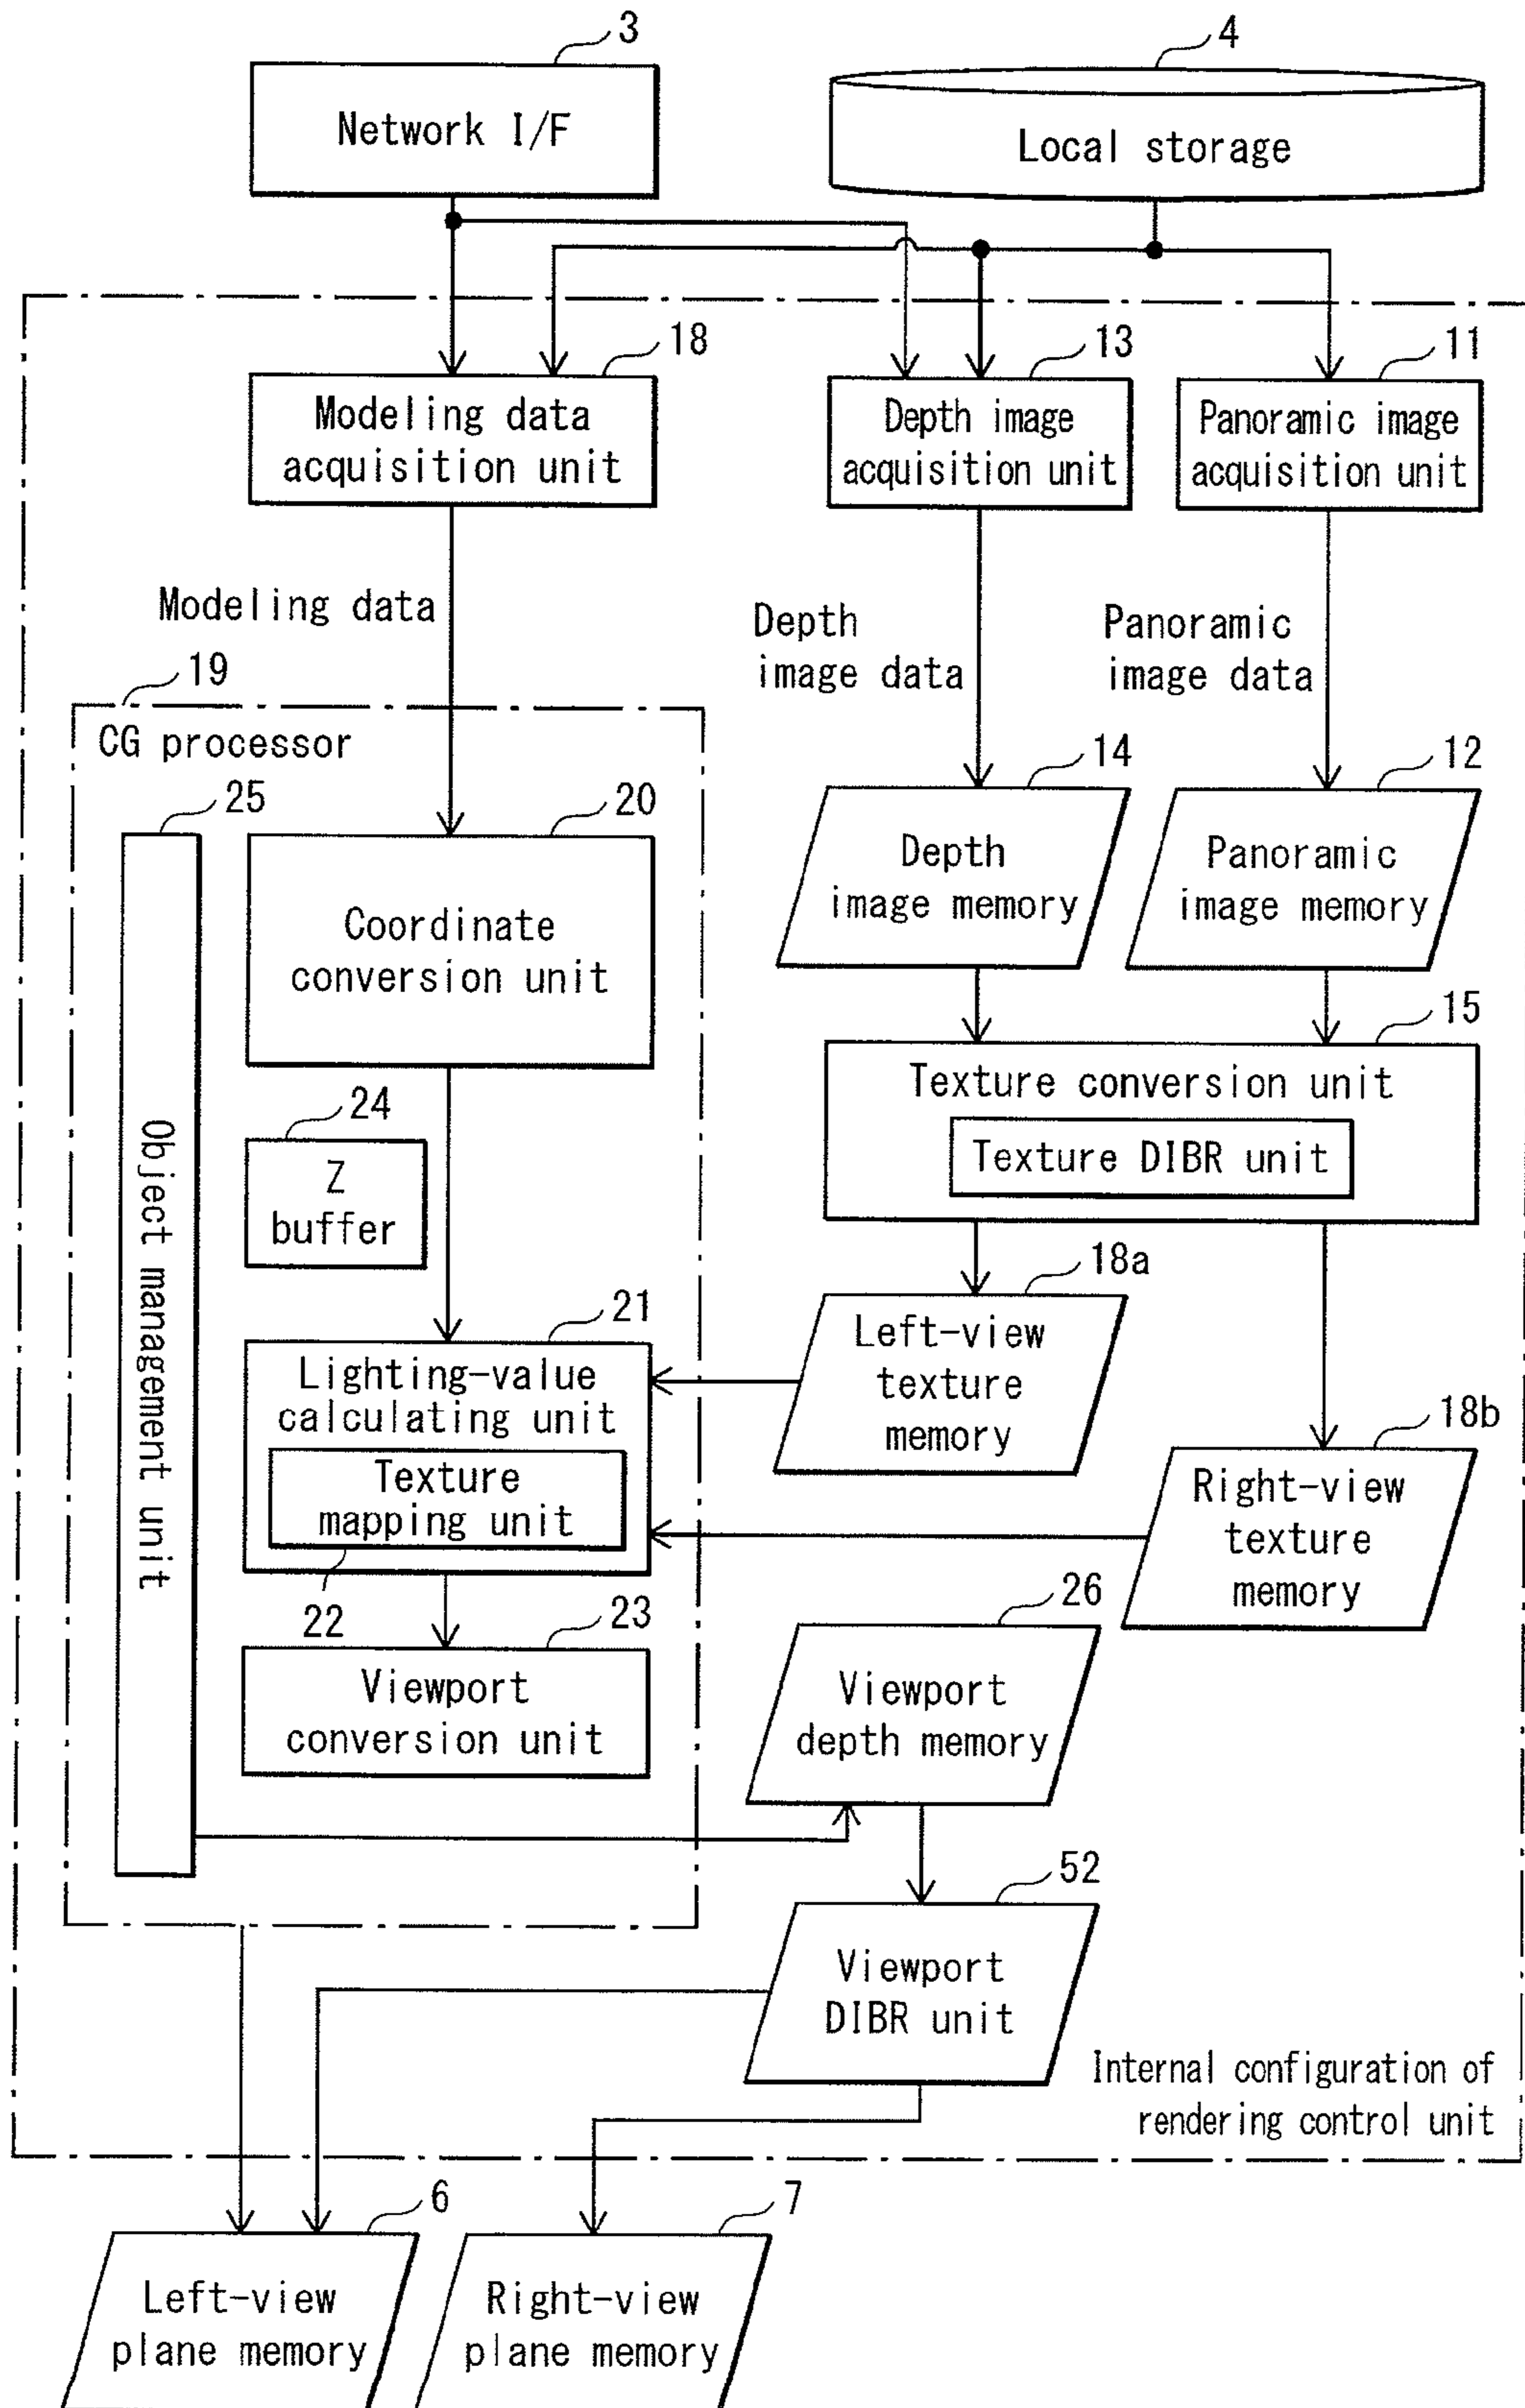 3
4
Network I/F
Local storage
18
13
11
Modeling data
acquisition unit
Depth image
acquisition unit
Panoramic image
acquisition unit
Modeling data
Depth
image data
Panoramic
image data
19
CG processor
14
12
25
20
Depth
image memory
Panoramic
image memory
Coordinate
conversion unit
15
Texture conversion unit
Texture DIBR unit
24
Z
buffer
Object management unit
18a
21
Left-view
texture
memory
Lighting-value
calculating unit
Texture
mapping unit
18b
Right-view
texture
memory
22
23
26
Viewport
conversion unit
Viewport
depth memory
52
Viewport
DIBR unit
Internal configuration of
rendering control unit
6
7
Left-view
plane memory
Right-view
plane memory